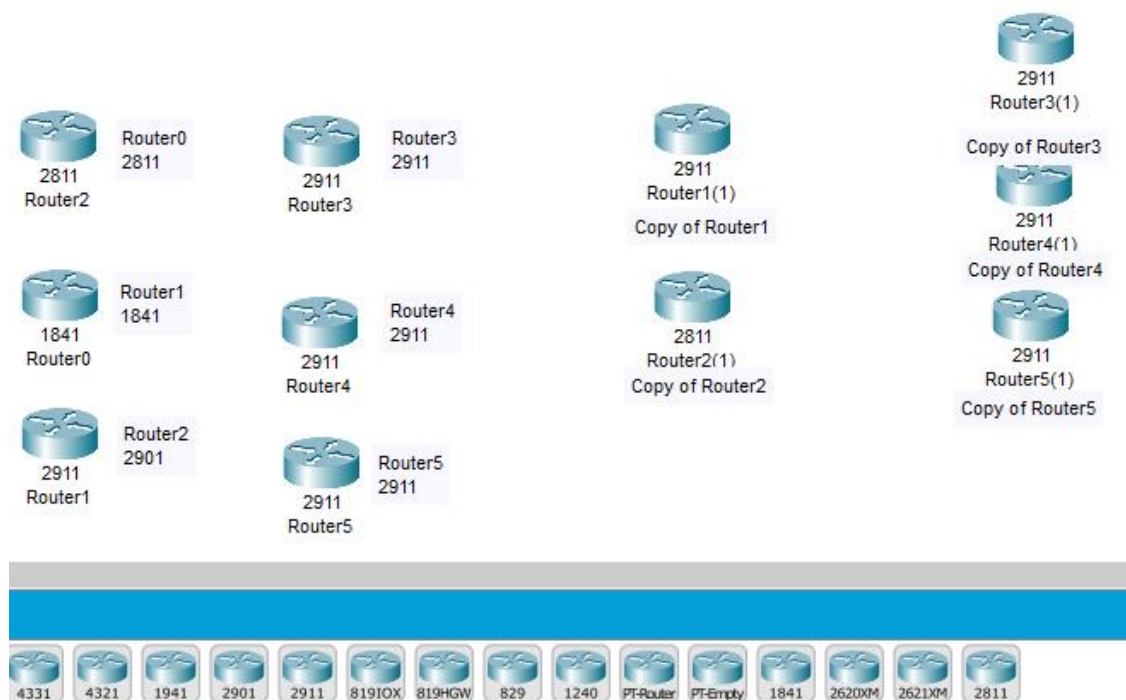 2811
Router2
Router0
2811
2911
Router3
Router3
2911
2911
Router1(1)
Copy of Router1
2911
Router3(1)
Copy of Router3
2911
Router4(1)
Copy of Router4
1841
Router0
Router1
1841
2911
Router4
Router4
2911
2811
Router2(1)
Copy of Router2
2911
Router5(1)
Copy of Router5
2911
Router1
Router2
2901
2911
Router5
Router5
2911
4331 4321 1941 2901 2911 819IOX 819HGW 829 1240 PT-Router PT-Empty 1841 2620XM 2621XM 2811